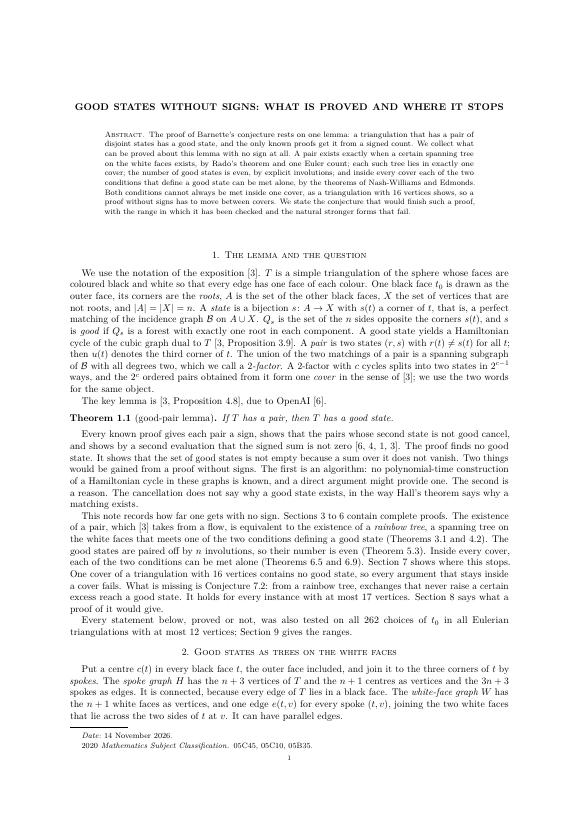 GOOD STATES WITHOUT SIGNS: WHAT IS PROVED AND WHERE IT STOPS
Abstract. The proof of Barnette's conjecture rests on one lemma: a triangulation that has a pair of
disjoint states has a good state, and the only known proofs get it from a signed count. We collect what
can be proved about this lemma with no sign at all. A pair exists exactly when a certain spanning tree
on the white faces exists, by Rado's theorem and one Euler count; each such tree lies in exactly one
cover; the number of good states is even, by explicit involutions; and inside every cover each of the two
conditions that define a good state can be met alone, by the theorems of Nash-Williams and Edmonds.
Both conditions cannot always be met inside one cover, as a triangulation with 16 vertices shows, so a
proof without signs has to move between covers. We state the conjecture that would finish such a proof,
with the range in which it has been checked and the natural stronger forms that fail.
1. The lemma and the question
We use the notation of the exposition [3]. T is a simple triangulation of the sphere whose faces are
coloured black and white so that every edge has one face of each colour. One black face t₀ is drawn as the
outer face, its corners are the roots, A is the set of the other black faces, X the set of vertices that are
not roots, and |A| = |X| = n. A state is a bijection s: A → X with s(t) a corner of t, that is, a perfect
matching of the incidence graph B on A ∪ X. Qₛ is the set of the n sides opposite the corners s(t), and s
is good if Qₛ is a forest with exactly one root in each component. A good state yields a Hamiltonian
cycle of the cubic graph dual to T [3, Proposition 3.9]. A pair is two states (r, s) with r(t) ≠ s(t) for all t;
then u(t) denotes the third corner of t. The union of the two matchings of a pair is a spanning subgraph
of B with all degrees two, which we call a 2-factor. A 2-factor with c cycles splits into two states in 2ᶜ⁻¹
ways, and the 2ᶜ ordered pairs obtained from it form one cover in the sense of [3]; we use the two words
for the same object.
The key lemma is [3, Proposition 4.8], due to OpenAI [6].
Theorem 1.1 (good-pair lemma). If T has a pair, then T has a good state.
Every known proof gives each pair a sign, shows that the pairs whose second state is not good cancel,
and shows by a second evaluation that the signed sum is not zero [6, 4, 1, 3]. The proof finds no good
state. It shows that the set of good states is not empty because a sum over it does not vanish. Two things
would be gained from a proof without signs. The first is an algorithm: no polynomial-time construction
of a Hamiltonian cycle in these graphs is known, and a direct argument might provide one. The second is
a reason. The cancellation does not say why a good state exists, in the way Hall's theorem says why a
matching exists.
This note records how far one gets with no sign. Sections 3 to 6 contain complete proofs. The existence
of a pair, which [3] takes from a flow, is equivalent to the existence of a rainbow tree, a spanning tree on
the white faces that meets one of the two conditions defining a good state (Theorems 3.1 and 4.2). The
good states are paired off by n involutions, so their number is even (Theorem 5.3). Inside every cover,
each of the two conditions can be met alone (Theorems 6.5 and 6.9). Section 7 shows where this stops.
One cover of a triangulation with 16 vertices contains no good state, so every argument that stays inside
a cover fails. What is missing is Conjecture 7.2: from a rainbow tree, exchanges that never raise a certain
excess reach a good state. It holds for every instance with at most 17 vertices. Section 8 says what a
proof of it would give.
Every statement below, proved or not, was also tested on all 262 choices of t₀ in all Eulerian
triangulations with at most 12 vertices; Section 9 gives the ranges.
2. Good states as trees on the white faces
Put a centre c(t) in every black face t, the outer face included, and join it to the three corners of t by
spokes. The spoke graph H has the n + 3 vertices of T and the n + 1 centres as vertices and the 3n + 3
spokes as edges. It is connected, because every edge of T lies in a black face. The white-face graph W has
the n + 1 white faces as vertices, and one edge e(t, v) for every spoke (t, v), joining the two white faces
that lie across the two sides of t at v. It can have parallel edges.
Date: 14 November 2026.
2020 Mathematics Subject Classification. 05C45, 05C10, 05B35.
1